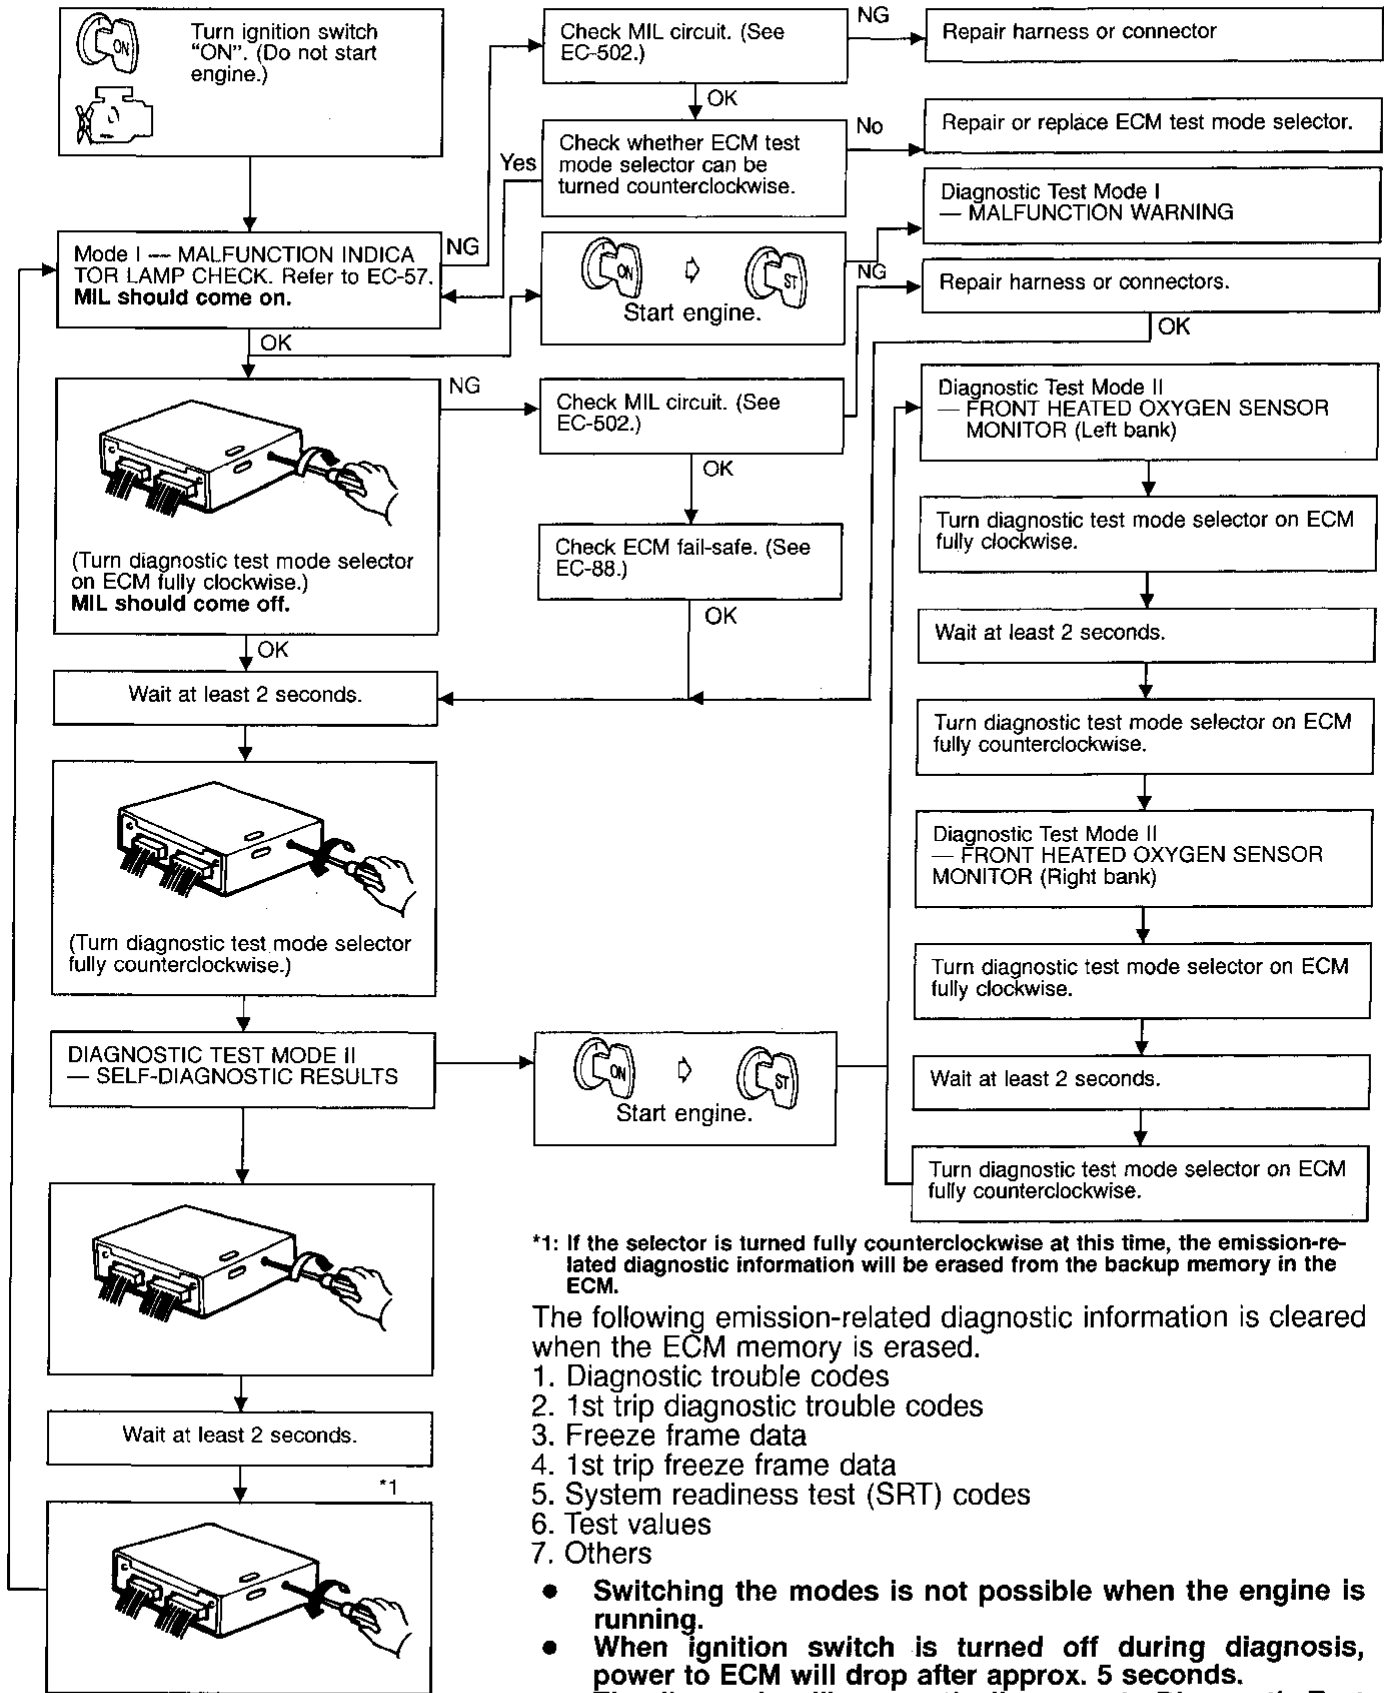 ON
Turn ignition switch
“ON”. (Do not start
engine.)
Check MIL circuit. (See
EC-502.)
NG
Repair harness or connector
OK
Check whether ECM test
mode selector can be
turned counterclockwise.
No
Repair or replace ECM test mode selector.
Yes
Mode I — MALFUNCTION INDICA
TOR LAMP CHECK. Refer to EC-57.
MIL should come on.
NG
ON
ST
Start engine.
Diagnostic Test Mode I
— MALFUNCTION WARNING
NG
Repair harness or connectors.
OK
OK
(Turn diagnostic test mode selector
on ECM fully clockwise.)
MIL should come off.
NG
Check MIL circuit. (See
EC-502.)
OK
Check ECM fail-safe. (See
EC-88.)
OK
OK
Wait at least 2 seconds.
(Turn diagnostic test mode selector
fully counterclockwise.)
DIAGNOSTIC TEST MODE II
— SELF-DIAGNOSTIC RESULTS
ON
ST
Start engine.
Diagnostic Test Mode II
— FRONT HEATED OXYGEN SENSOR
MONITOR (Left bank)
Turn diagnostic test mode selector on ECM
fully clockwise.
Wait at least 2 seconds.
Turn diagnostic test mode selector on ECM
fully counterclockwise.
Diagnostic Test Mode II
— FRONT HEATED OXYGEN SENSOR
MONITOR (Right bank)
Turn diagnostic test mode selector on ECM
fully clockwise.
Wait at least 2 seconds.
Turn diagnostic test mode selector on ECM
fully counterclockwise.
Wait at least 2 seconds.
*1
*1: If the selector is turned fully counterclockwise at this time, the emission-re-
lated diagnostic information will be erased from the backup memory in the
ECM.
The following emission-related diagnostic information is cleared
when the ECM memory is erased.
1. Diagnostic trouble codes
2. 1st trip diagnostic trouble codes
3. Freeze frame data
4. 1st trip freeze frame data
5. System readiness test (SRT) codes
6. Test values
7. Others
● Switching the modes is not possible when the engine is
running.
● When ignition switch is turned off during diagnosis,
power to ECM will drop after approx. 5 seconds.